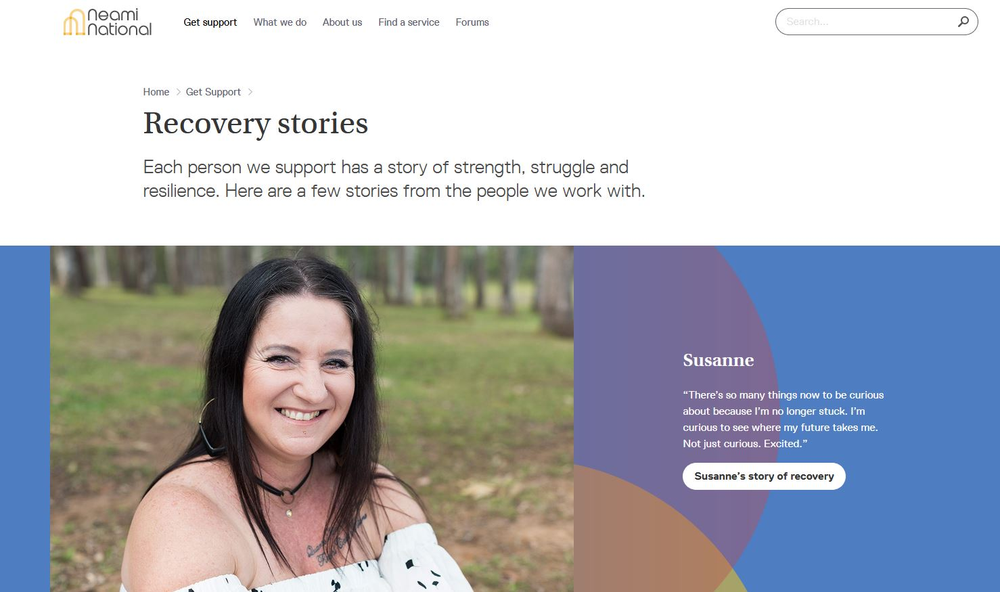 Neami
National
Get support
What we do
About us
Find a service
Forums
Search...
Home
Get Support
Recovery stories
Each person we support has a story of strength, struggle and
resilience. Here are a few stories from the people we work with.
Susanne
“There’s so many things now to be curious
about because I’m no longer stuck. I’m
curious to see where my future takes me.
Not just curious. Excited.”
Susanne’s story of recovery